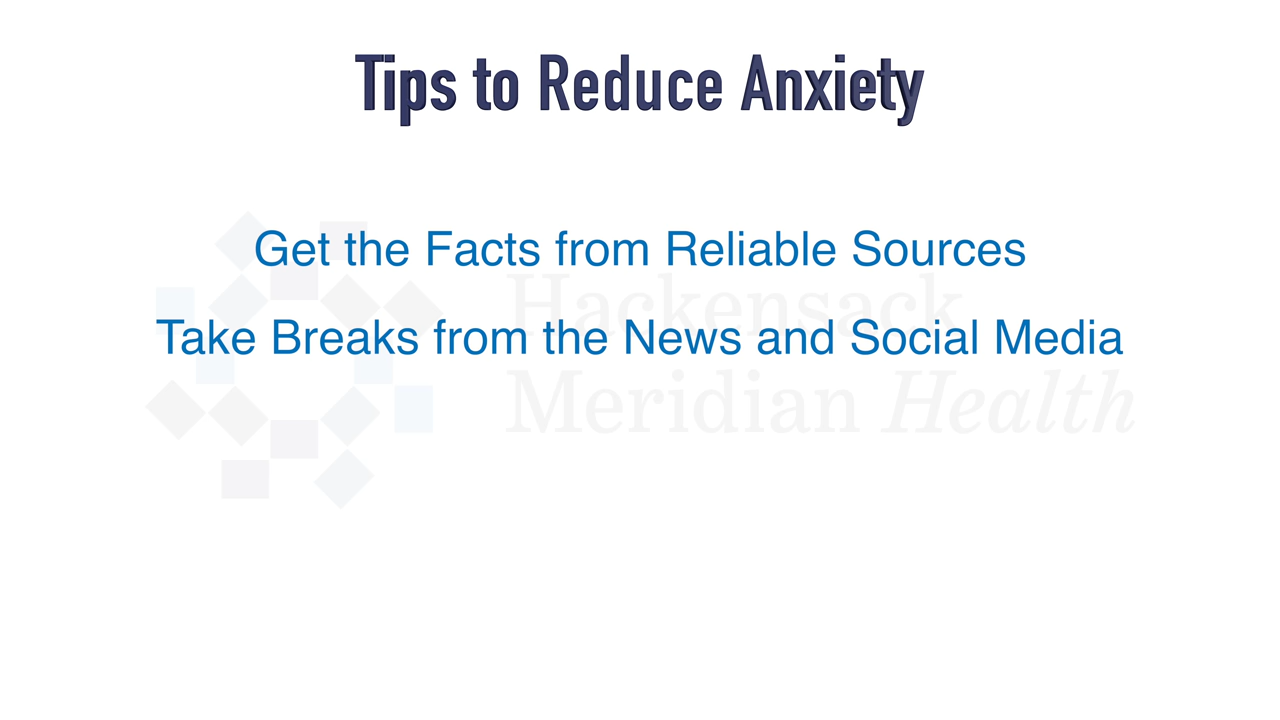 Tips to Reduce Anxiety
Get the Facts from Reliable Sources
Take Breaks from the News and Social Media
Hackensack
Meridian Health